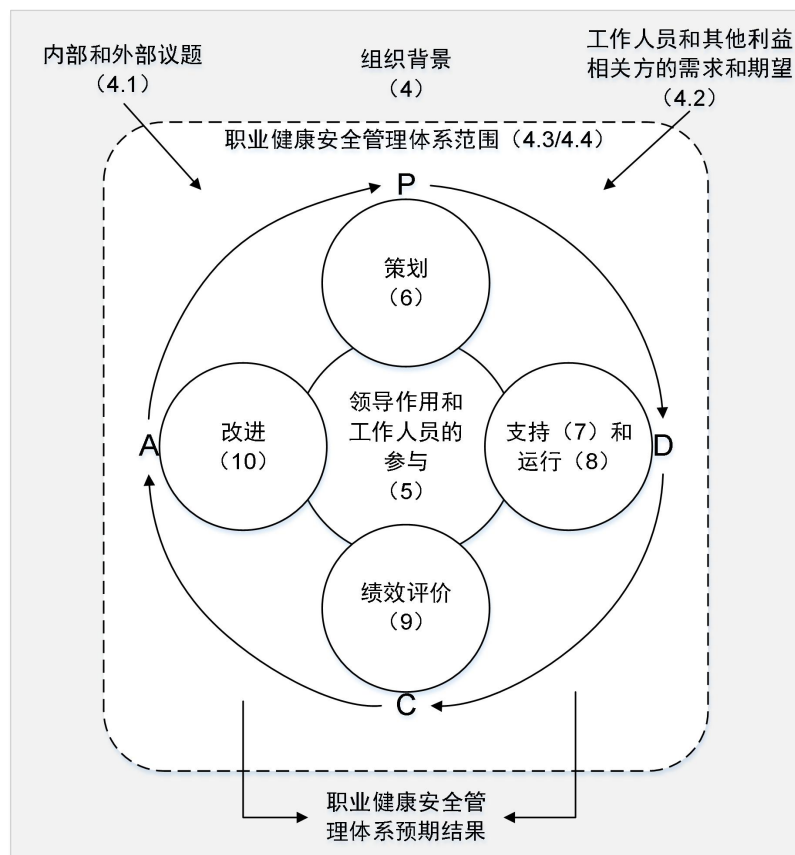 内部和外部议题
（4.1）
组织背景
（4）
工作人员和其他利益
相关方的需求和期望
（4.2）
职业健康安全管理体系范围（4.3/4.4）
P
策划
（6）
A
改进
（10）
领导作用和
工作人员的
参与
（5）
支持（7）和
运行（8）
D
绩效评价
（9）
C
职业健康安全管
理体系预期结果